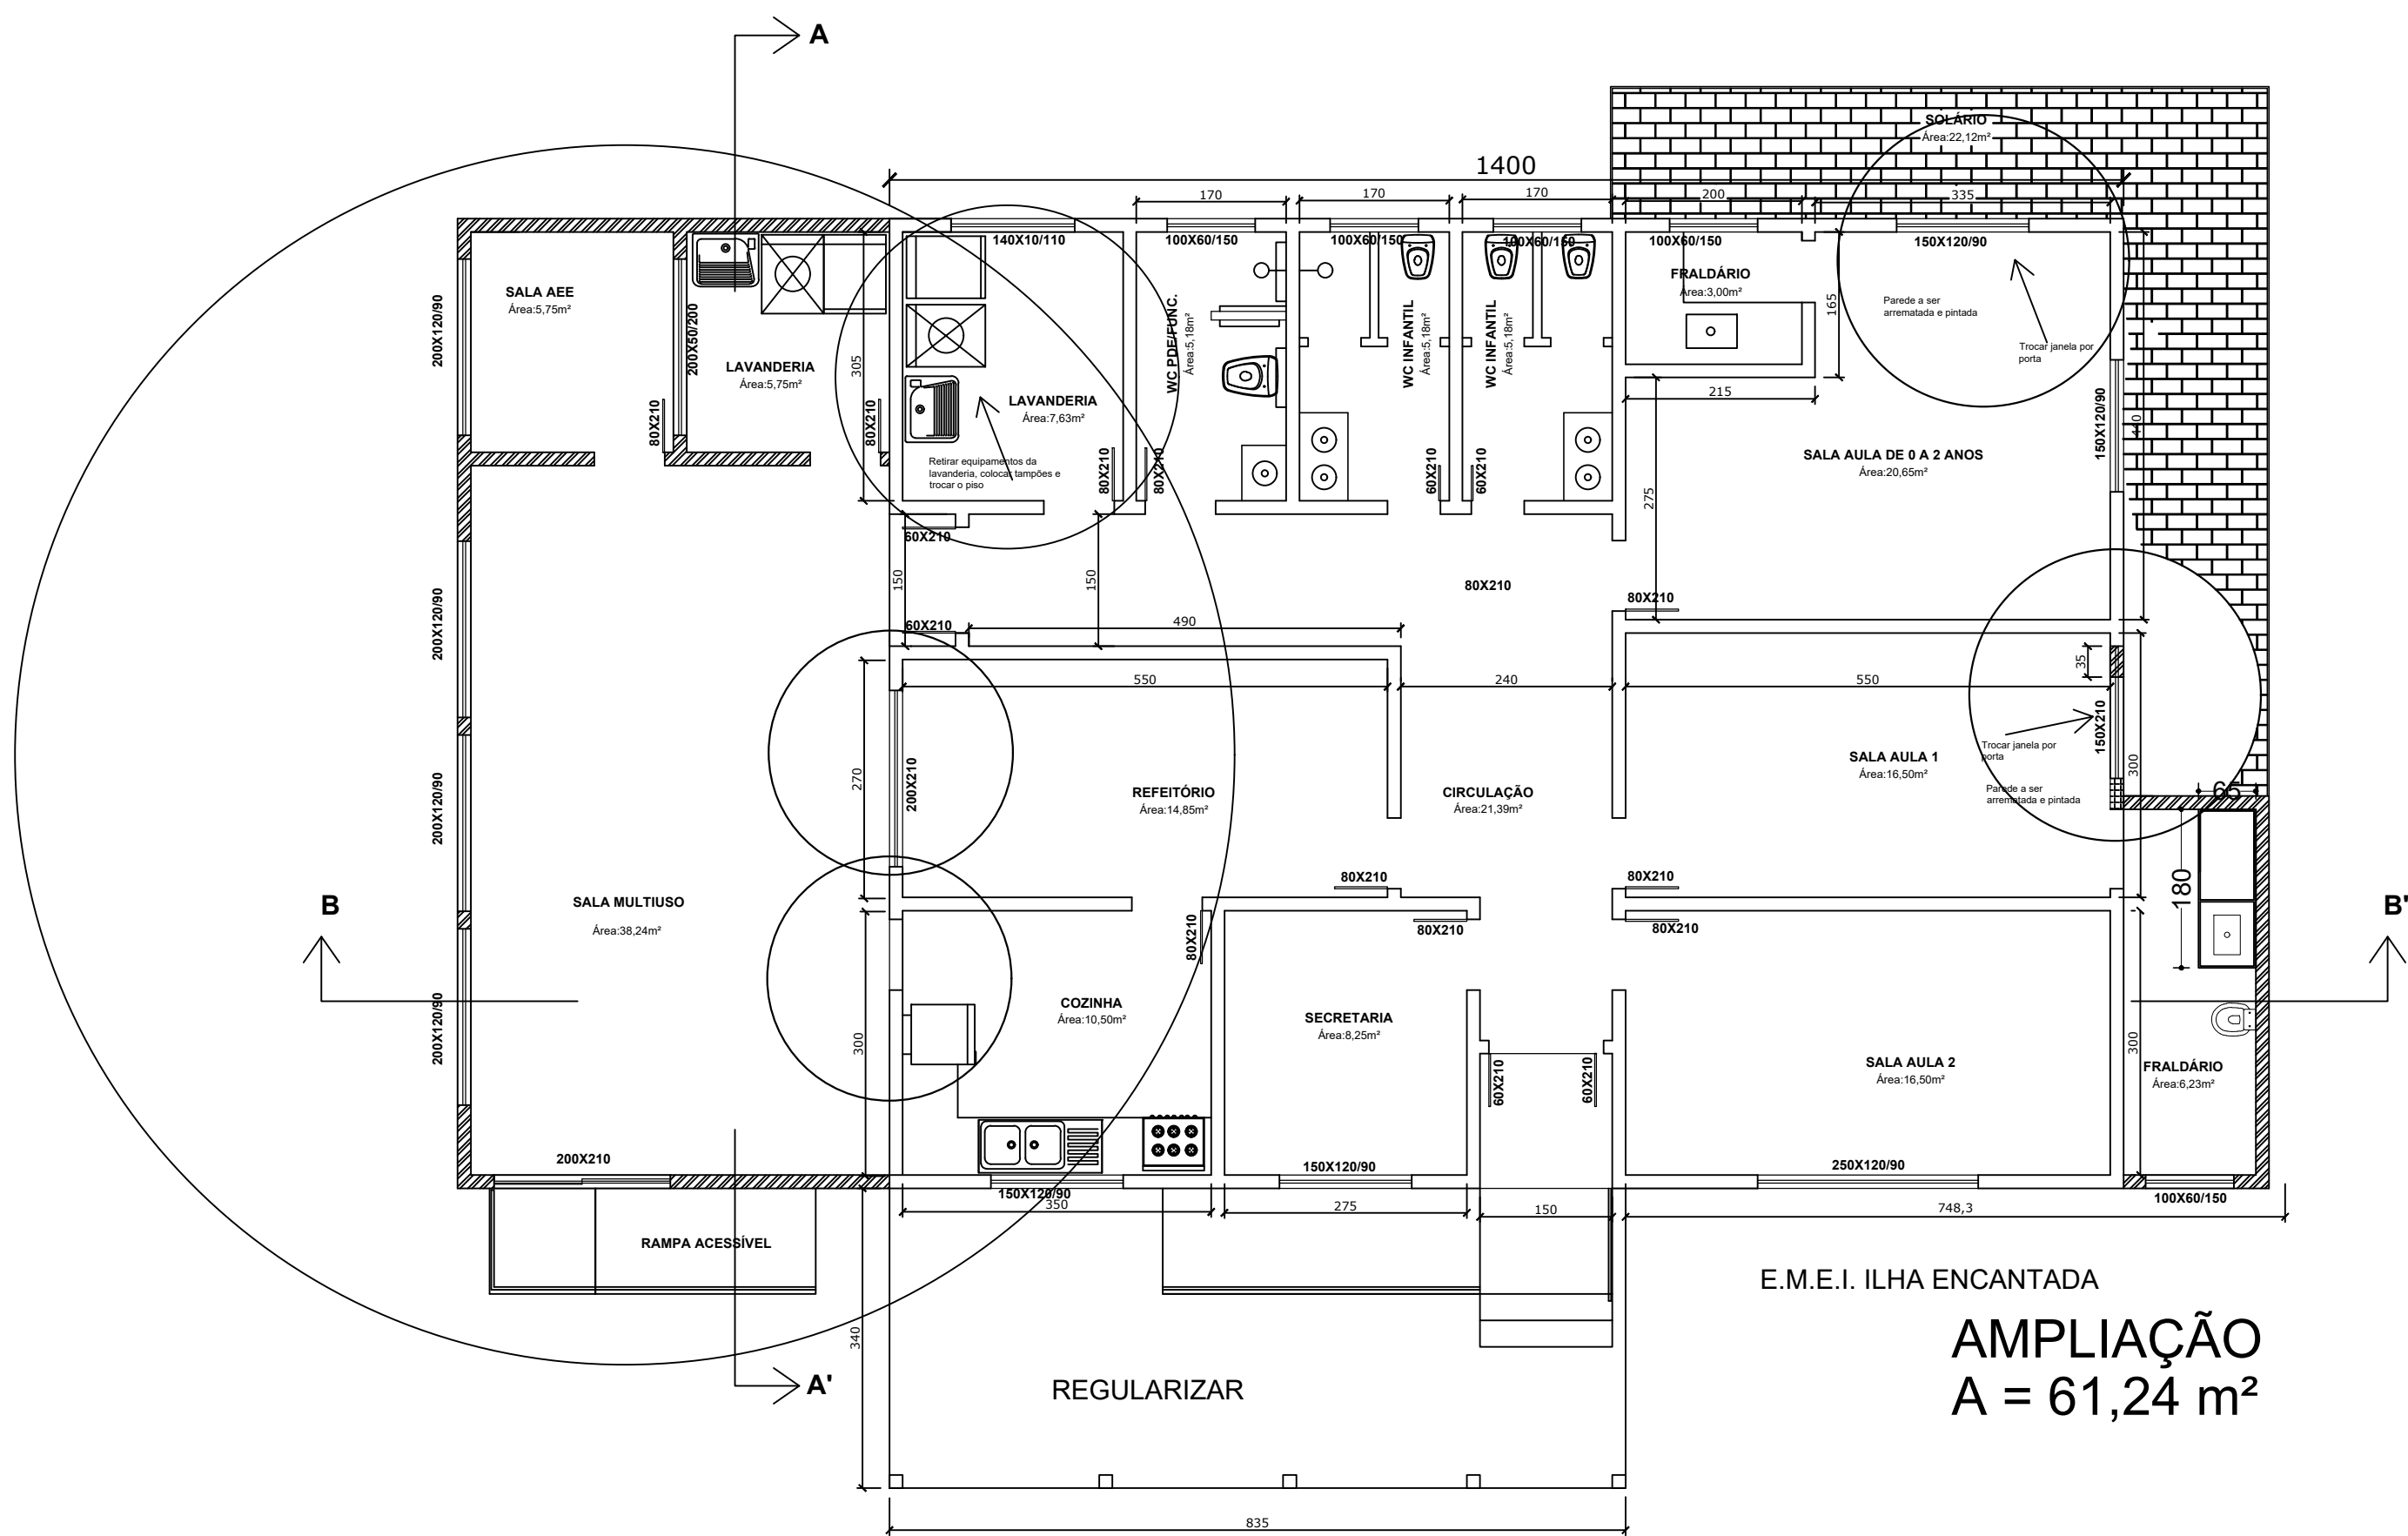 A
SOLÁRIO
Área:22,12m²
1400
170
170
170
200
335
140X10/110
100X60/150
100X60/150
100X60/150
100X60/150
150X120/90
SALA AEE
Área:5,75m²
200X120/90
200X50/200
LAVANDERIA
Área:5,75m²
80X210
80X210
305
LAVANDERIA
Área:7,63m²
Retirar equipamentos da
lavanderia, colocar tampões e
trocar o piso
WC PDE/FUNC.
Área:5,18m²
80X210
80X210
WC INFANTIL
Área:5,18m²
WC INFANTIL
Área:5,18m²
60X210
60X210
FRALDÁRIO
Área:3,00m²
165
215
Parede a ser
arrematada e pintada
Trocar janela por
porta
SALA AULA DE 0 A 2 ANOS
Área:20,65m²
150X120/90
440
275
60X210
150
150
80X210
80X210
60X210
490
200X120/90
550
240
550
35
270
200X210
REFEITÓRIO
Área:14,85m²
CIRCULAÇÃO
Área:21,39m²
SALA AULA 1
Área:16,50m²
150X210
Trocar janela por
porta
Parede a ser
arrematada e pintada
300
65
180
200X120/90
SALA MULTIUSO
Área:38,24m²
80X210
80X210
80X210
80X210
80X210
B
B'
200X120/90
300
COZINHA
Área:10,50m²
SECRETARIA
Área:8,25m²
60X210
60X210
SALA AULA 2
Área:16,50m²
300
FRALDÁRIO
Área:6,23m²
200X210
150X120/90
150X120/90
250X120/90
100X60/150
350
275
150
748,3
RAMPA ACESSÍVEL
340
E.M.E.I. ILHA ENCANTADA
AMPLIAÇÃO
A = 61,24 m²
A'
REGULARIZAR
835